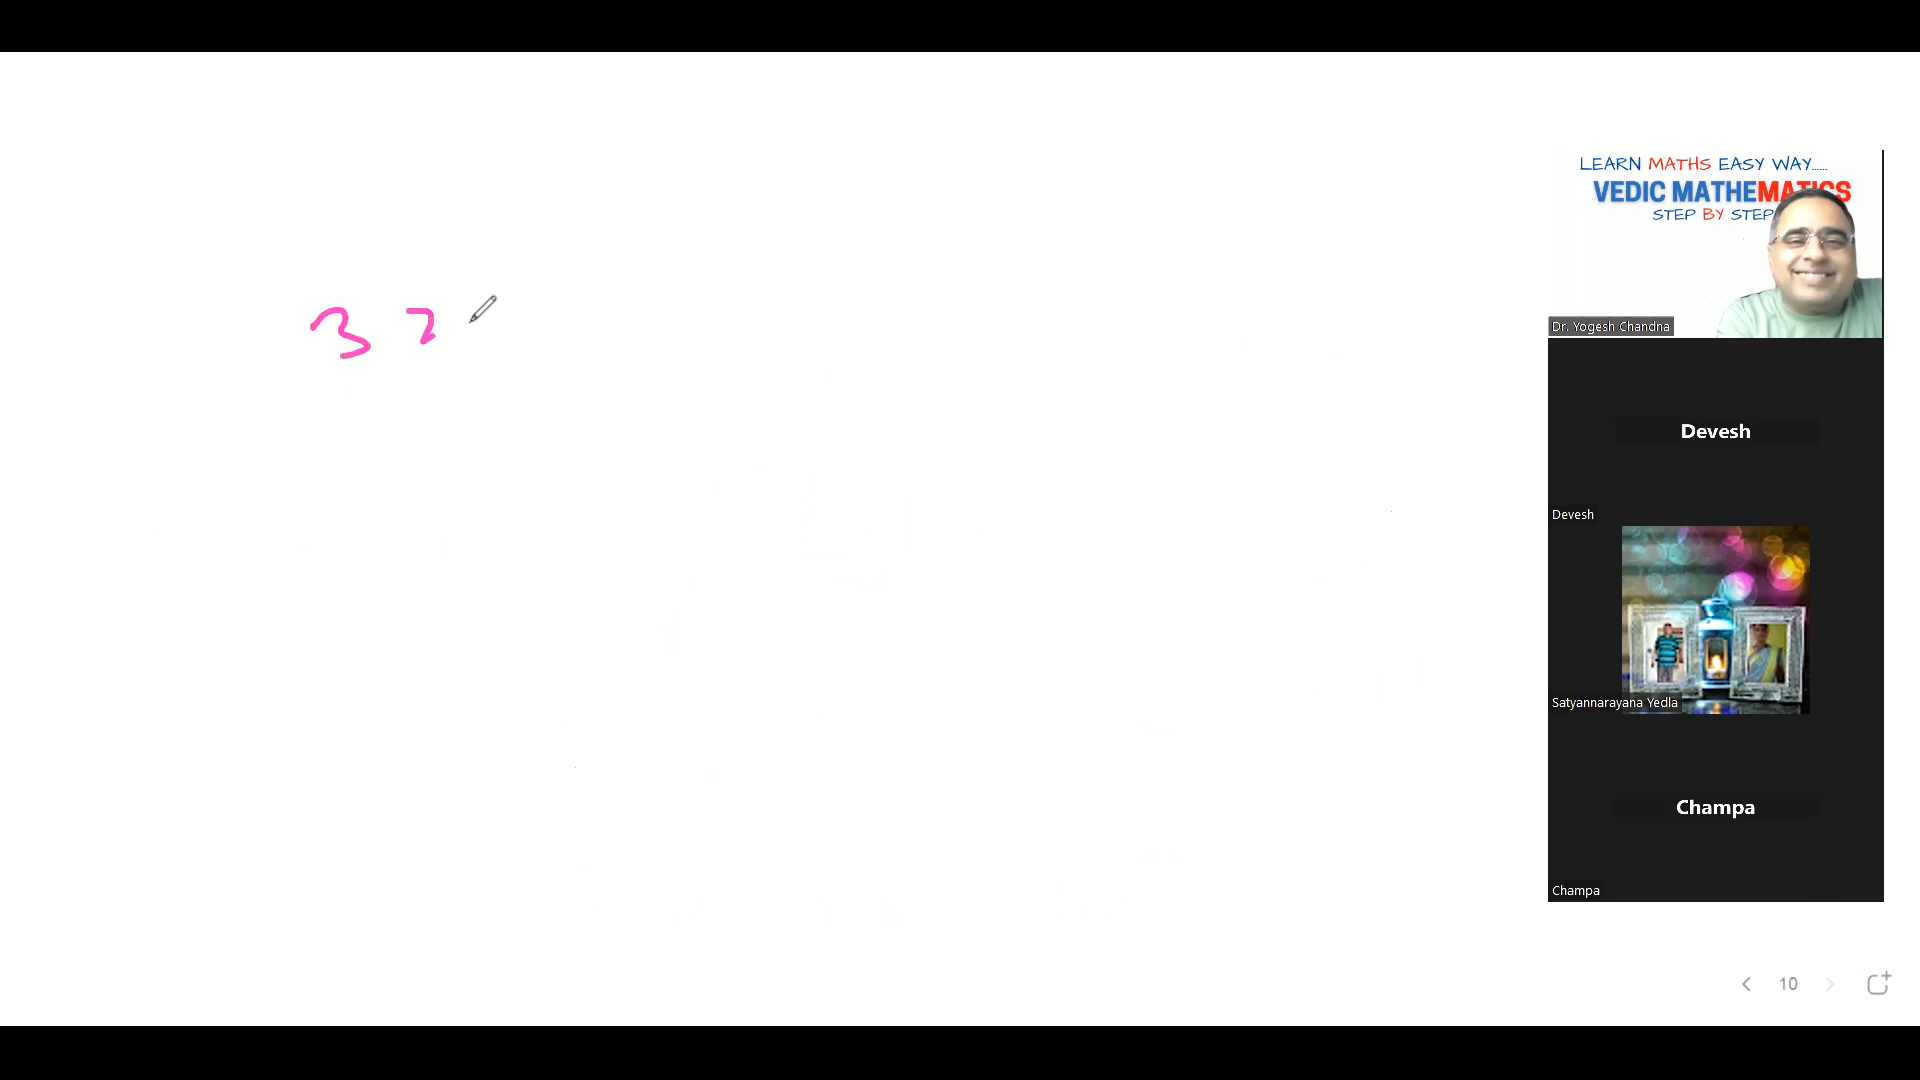 LEARN MATHS EASY WAY......
VEDIC MATHEMATICS
STEP BY STEP
Dr. Yogesh Chandna
3
Devesh
Devesh
Satyannarayana Yedla
Champa
Champa
10